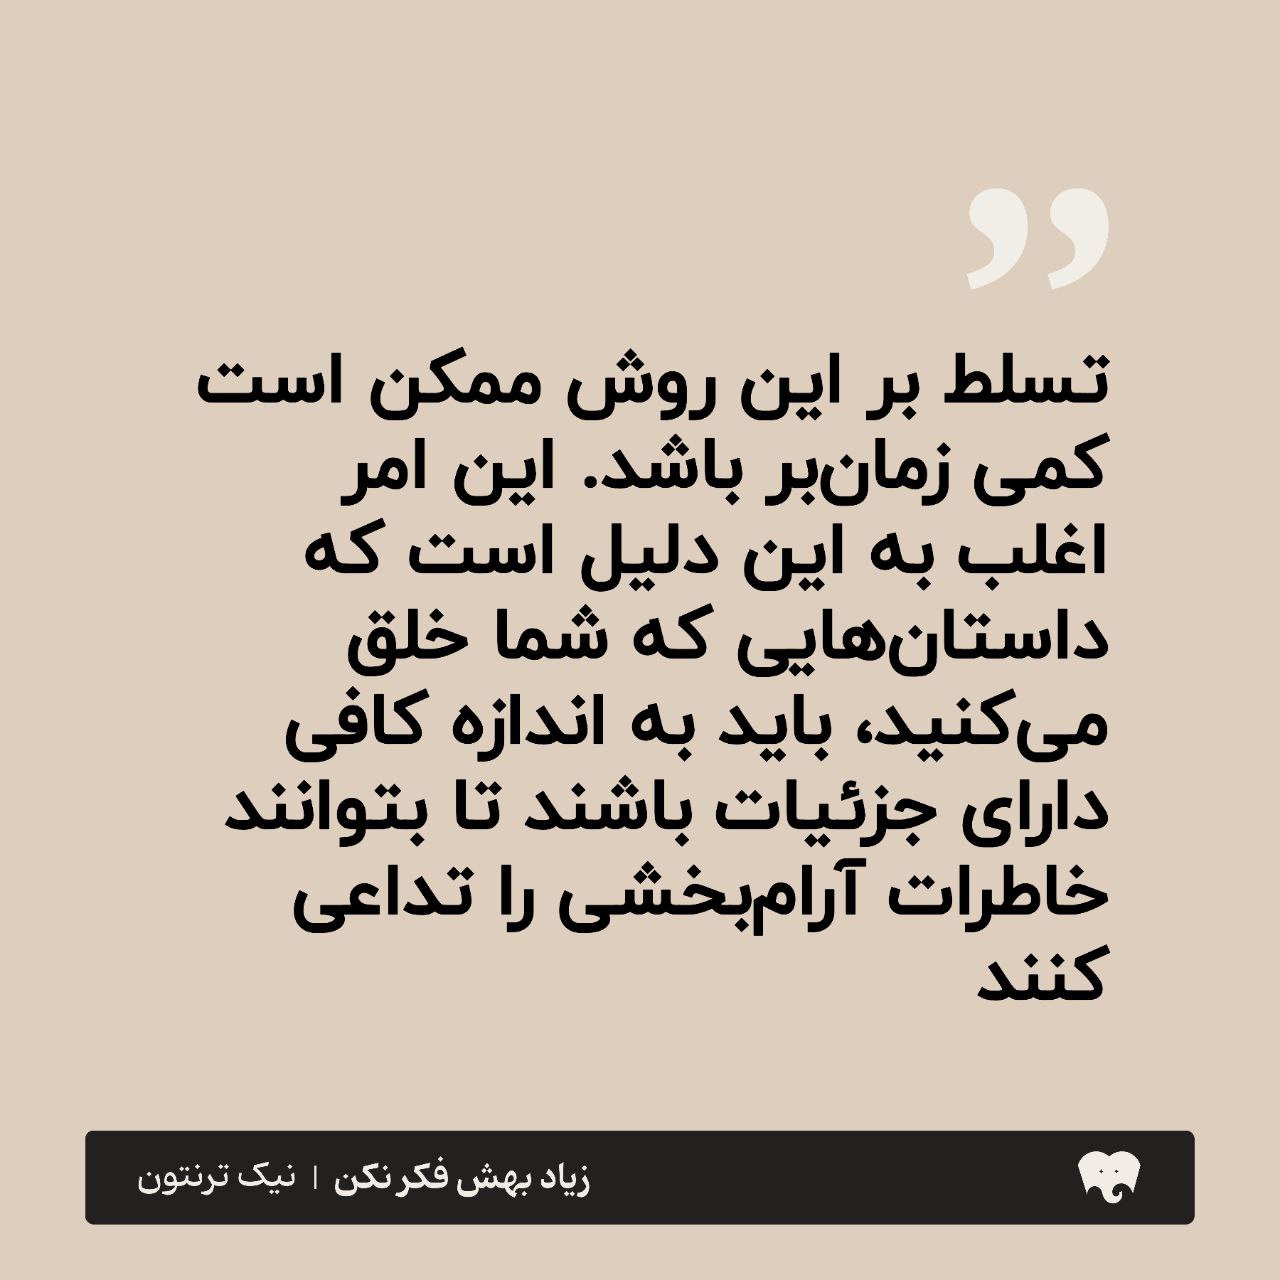 ”
تسلط بر این روش ممکن است
کمی زمان‌بر باشد. این امر
اغلب به این دلیل است که
داستان‌هایی که شما خلق
می‌کنید، باید به اندازه کافی
دارای جزئیات باشند تا بتوانند
خاطرات آرام‌بخشی را تداعی
کنند
زیاد بهش فکر نکن | نیک ترنتون